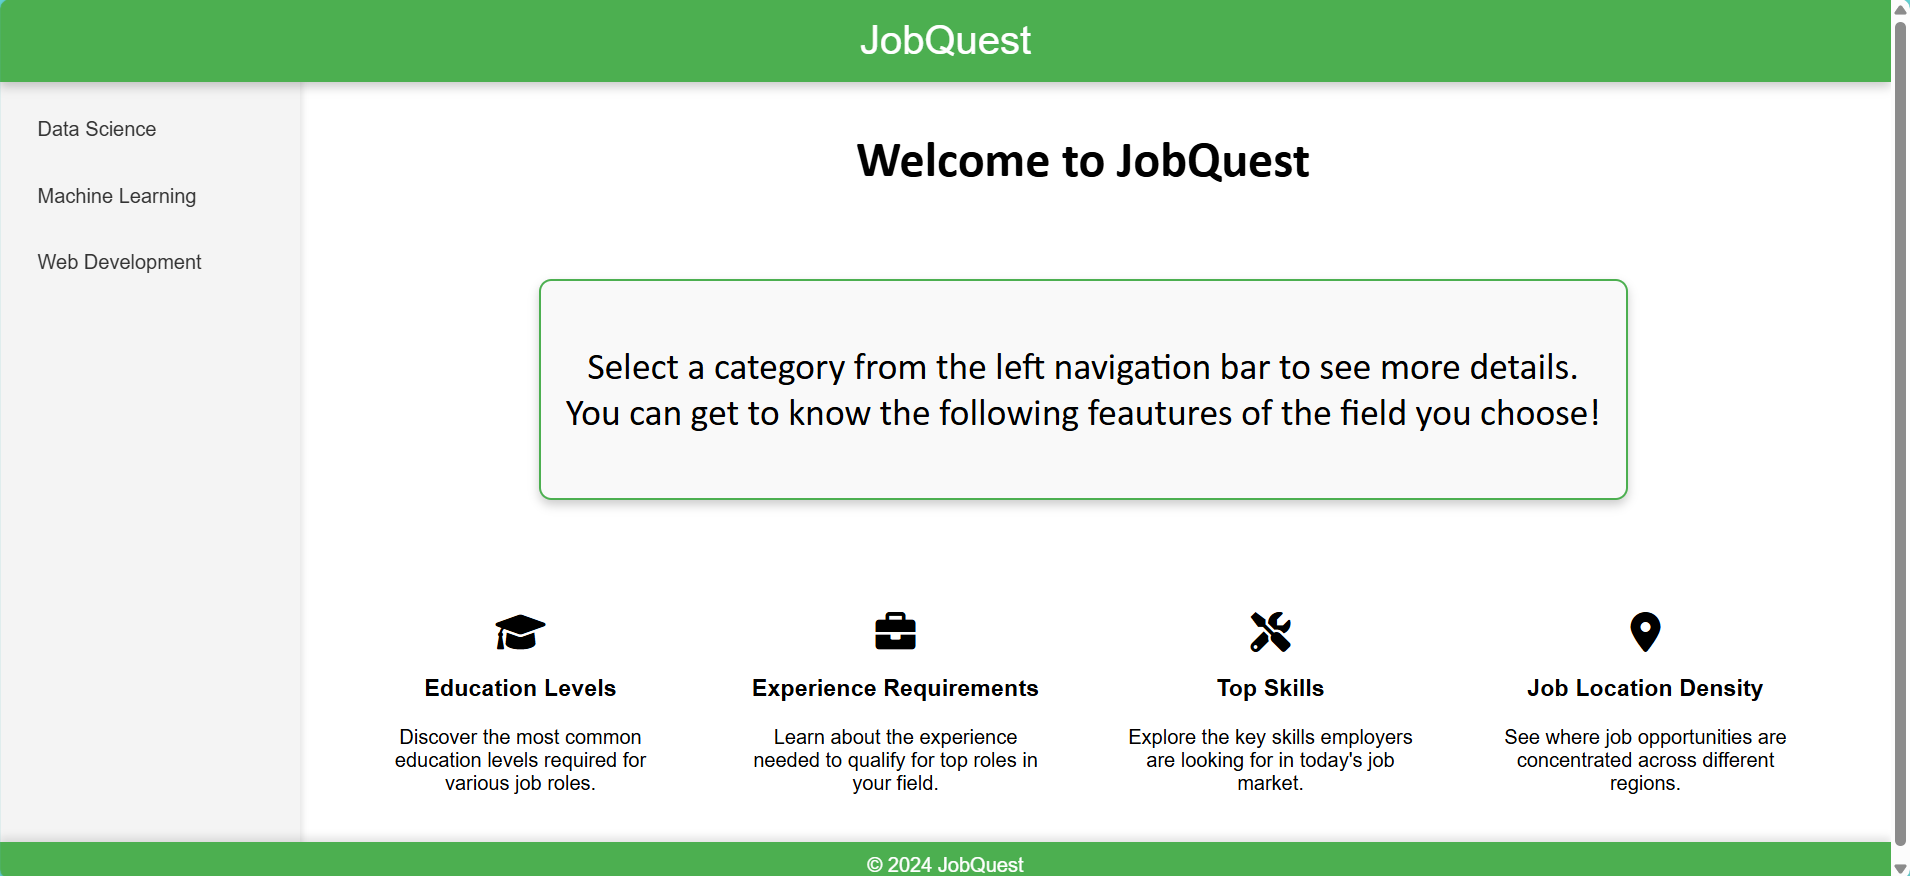 JobQuest
Data Science
Machine Learning
Web Development
Welcome to JobQuest
Select a category from the left navigation bar to see more details.
You can get to know the following feautures of the field you choose!
Education Levels
Discover the most common
education levels required for
various job roles.
Experience Requirements
Learn about the experience
needed to qualify for top roles in
your field.
Top Skills
Explore the key skills employers
are looking for in today's job
market.
Job Location Density
See where job opportunities are
concentrated across different
regions.
© 2024 JobQuest